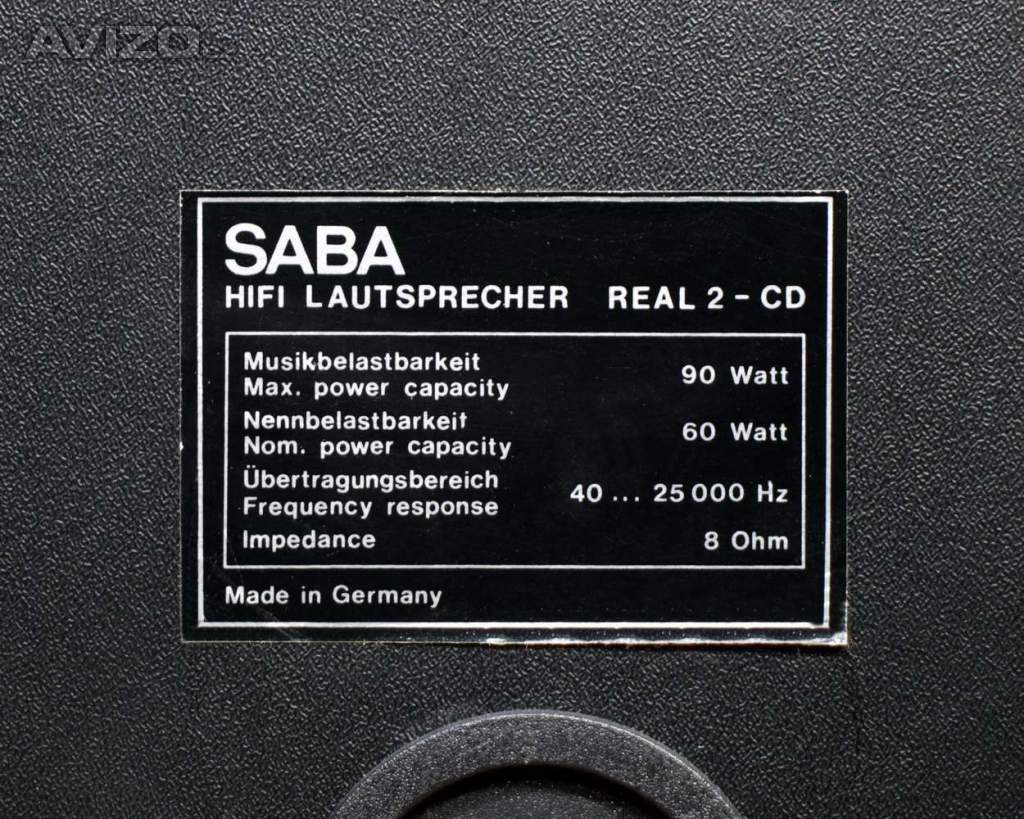 AVIZO
SABA
HIFI LAUTSPRECHER REAL 2 - CD
Musikbelastbarkeit
Max. power capacity 90 Watt
Nennbelastbarkeit
Nom. power capacity 60 Watt
Übertragungsbereich
Frequency response 40 ... 25 000 Hz
Impedance 8 Ohm
Made in Germany